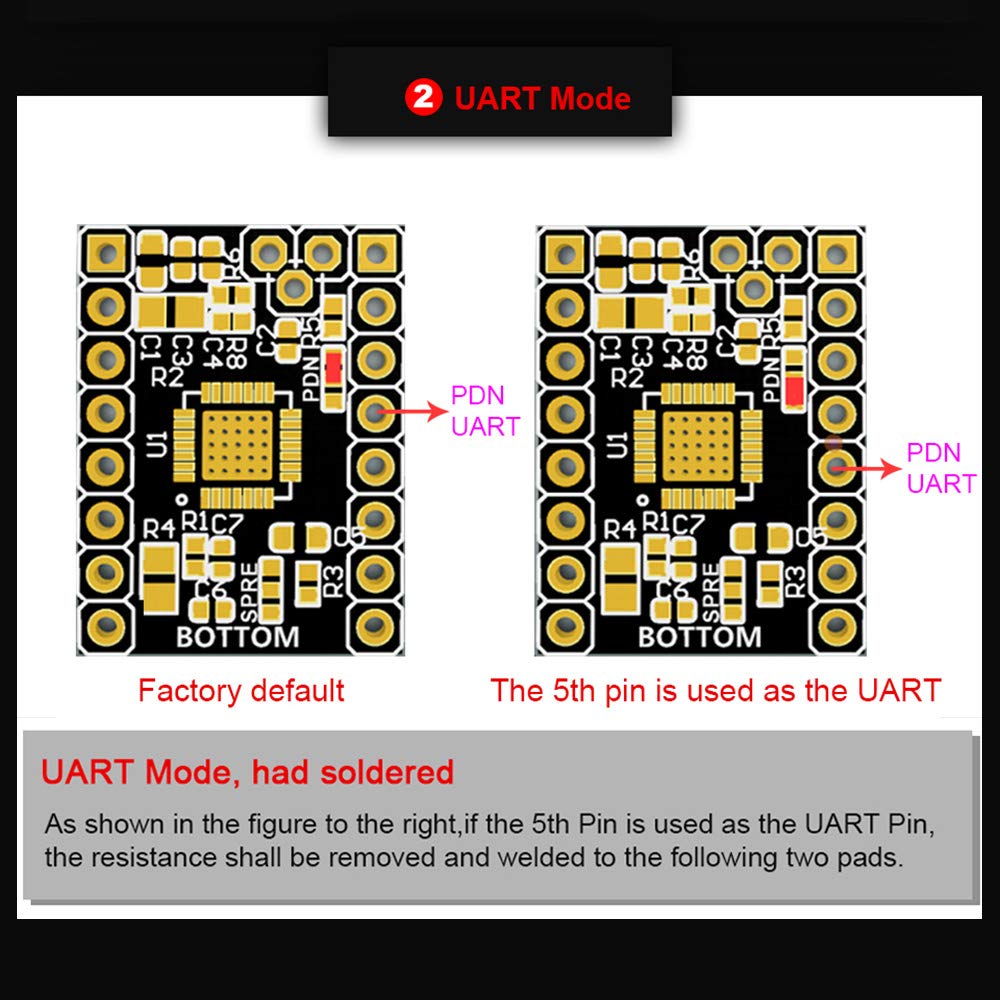 2 UART Mode
R6
C1
C3
C4
R8
C2
R5
R2
PDN
U1
PDN
UART
R4
R1
C7
C5
C6
SPRE
R3
BOTTOM
R6
C1
C3
C4
R8
C2
R5
R2
PDN
U1
PDN
UART
R4
R1
C7
C5
C6
SPRE
R3
BOTTOM
Factory default
The 5th pin is used as the UART
UART Mode, had soldered
As shown in the figure to the right,if the 5th Pin is used as the UART Pin,
the resistance shall be removed and welded to the following two pads.